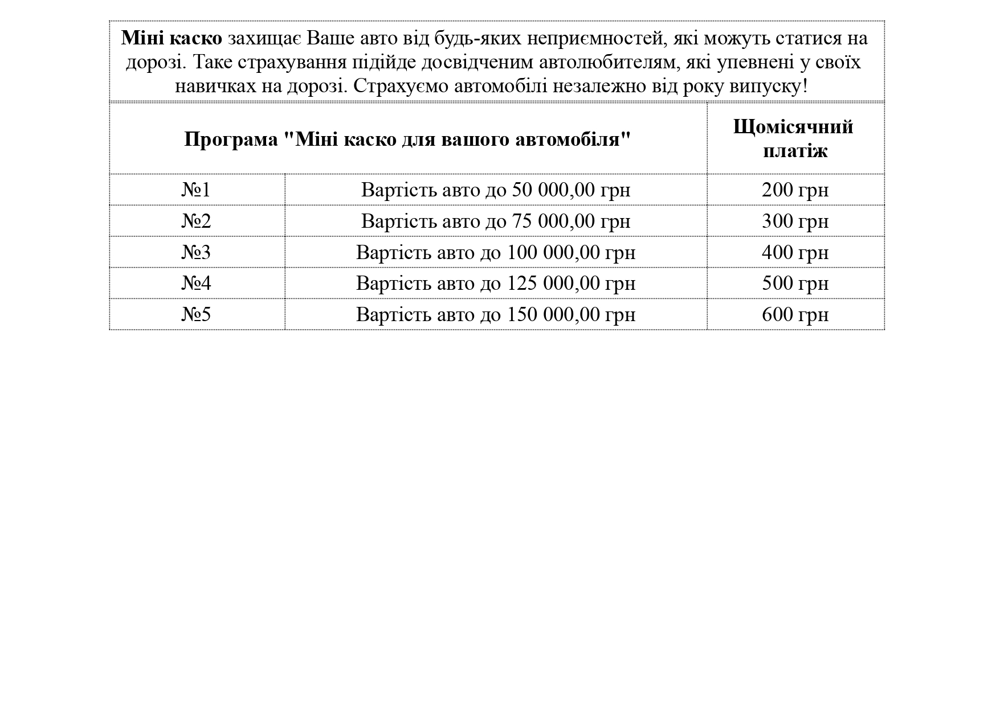 Міні каско захищає Ваше авто від будь-яких неприємностей, які можуть статися на
дорозі. Таке страхування підійде досвідченим автолюбителям, які упевнені у своїх
навичках на дорозі. Страхуємо автомобілі незалежно від року випуску!
Програма "Міні каско для вашого автомобіля"
Щомісячний
платіж
№1 Вартість авто до 50 000,00 грн 200 грн
№2 Вартість авто до 75 000,00 грн 300 грн
№3 Вартість авто до 100 000,00 грн 400 грн
№4 Вартість авто до 125 000,00 грн 500 грн
№5 Вартість авто до 150 000,00 грн 600 грн